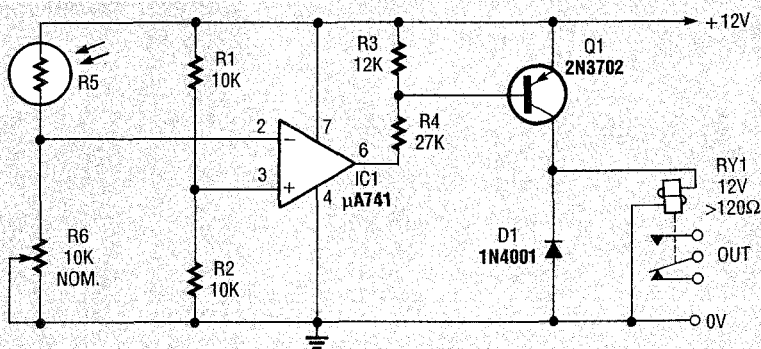 +12V
R5
R1
10K
R3
12K
Q1
2N3702
2
7
6
3
4
IC1
µA741
R4
27K
RY1
12V
>120Ω
R6
10K
NOM.
R2
10K
D1
1N4001
OUT
0V